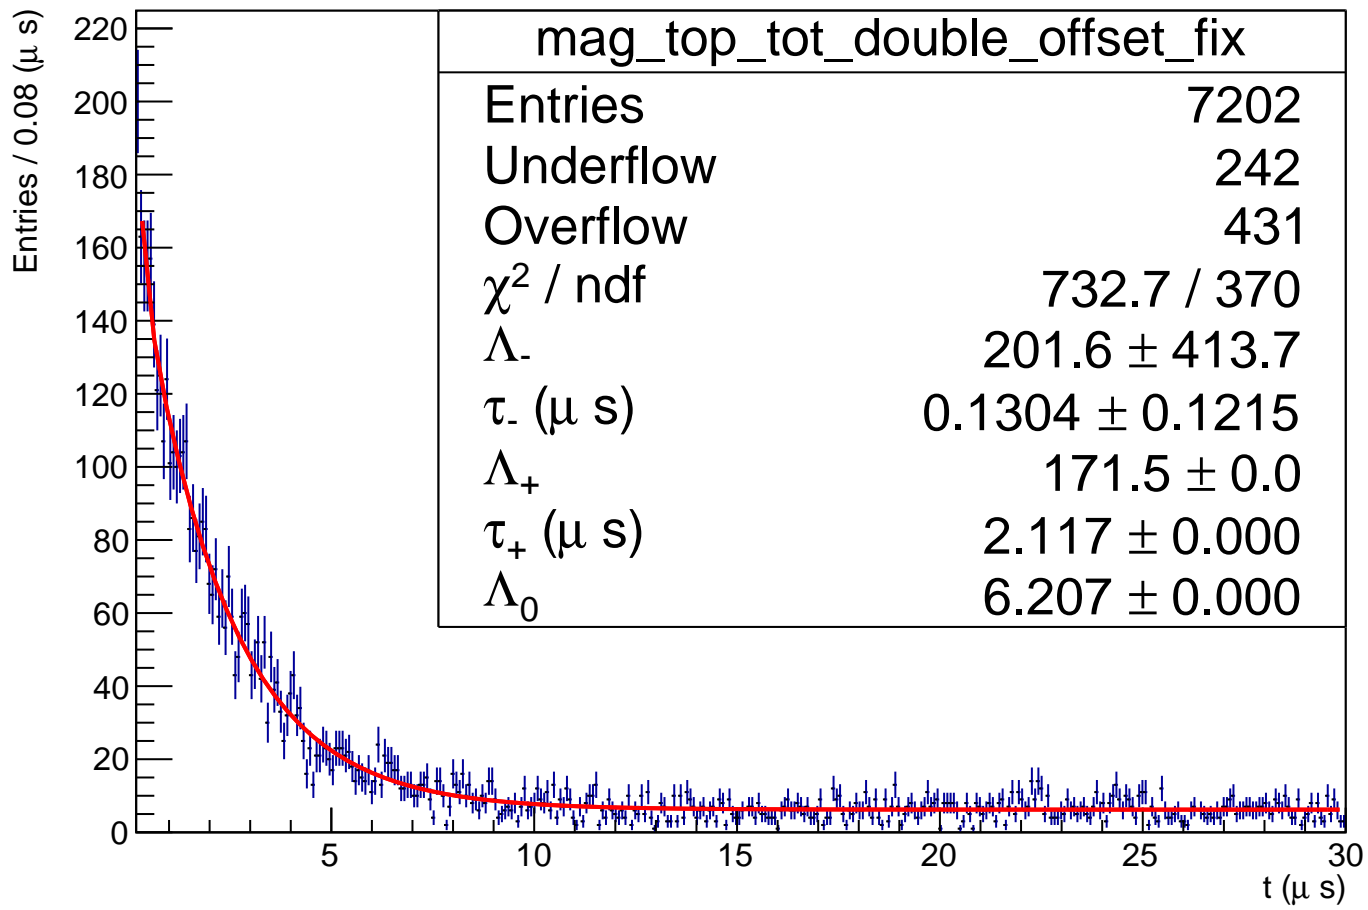 mag_top_tot_double_offset_fix
Entries 7202
Underflow 242
Overflow 431
χ² / ndf 732.7 / 370
Λ₋ 201.6 ± 413.7
τ₋ (μ s) 0.1304 ± 0.1215
Λ₊ 171.5 ± 0.0
τ₊ (μ s) 2.117 ± 0.000
Λ₀ 6.207 ± 0.000
Entries / 0.08 (μ s)
220
200
180
160
140
120
100
80
60
40
20
0
5 10 15 20 25 30
t (μ s)